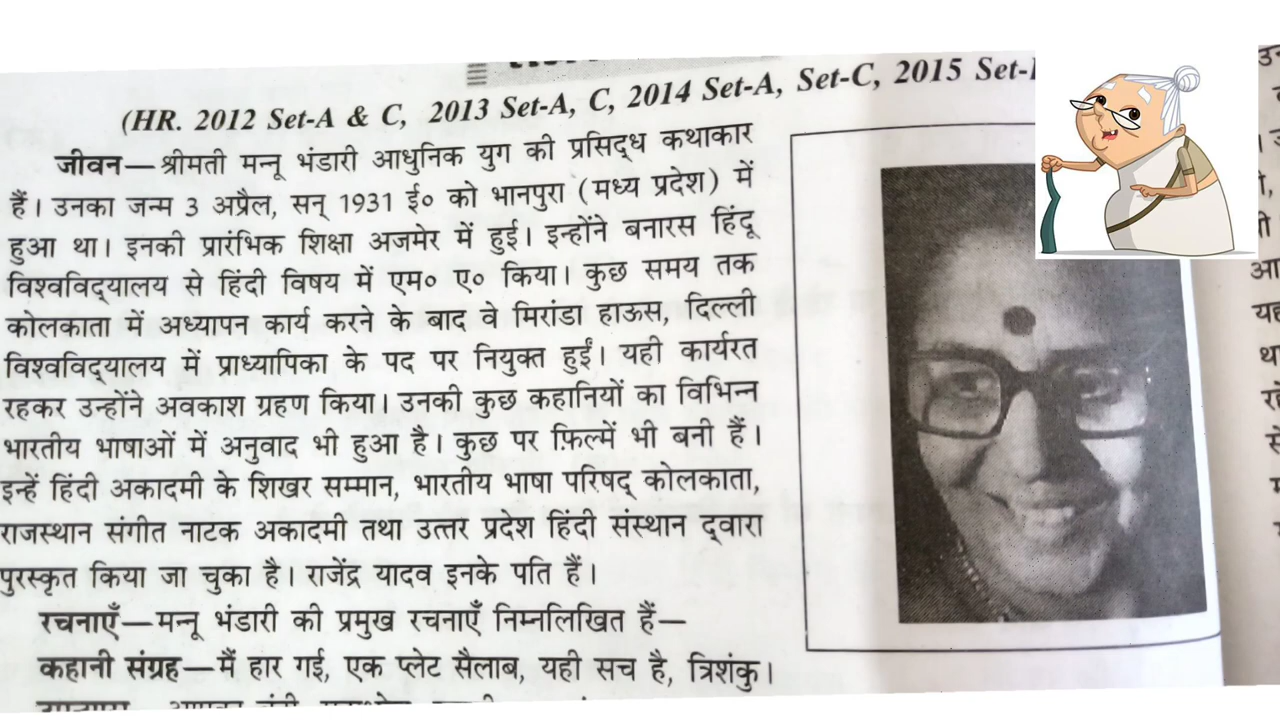 (HR. 2012 Set-A & C, 2013 Set-A, C, 2014 Set-A, Set-C, 2015
जीवन—श्रीमती मन्नू भंडारी आधुनिक युग की प्रसिद्ध कथाकार
हैं। उनका जन्म 3 अप्रैल, सन् 1931 ई० को भानपुरा (मध्य प्रदेश) में
हुआ था। इनकी प्रारंभिक शिक्षा अजमेर में हुई। इन्होंने बनारस हिंदू
विश्वविद्यालय से हिंदी विषय में एम० ए० किया। कुछ समय तक
कोलकाता में अध्यापन कार्य करने के बाद वे मिरांडा हाऊस, दिल्ली
विश्वविद्यालय में प्राध्यापिका के पद पर नियुक्त हुईं। यही कार्यरत
रहकर उन्होंने अवकाश ग्रहण किया। उनकी कुछ कहानियों का विभिन्न
भारतीय भाषाओं में अनुवाद भी हुआ है। कुछ पर फ़िल्में भी बनी हैं।
इन्हें हिंदी अकादमी के शिखर सम्मान, भारतीय भाषा परिषद् कोलकाता,
राजस्थान संगीत नाटक अकादमी तथा उत्तर प्रदेश हिंदी संस्थान द्वारा
पुरस्कृत किया जा चुका है। राजेंद्र यादव इनके पति हैं।
रचनाएँ—मन्नू भंडारी की प्रमुख रचनाएँ निम्नलिखित हैं—
कहानी संग्रह—मैं हार गई, एक प्लेट सैलाब, यही सच है, त्रिशंकु।